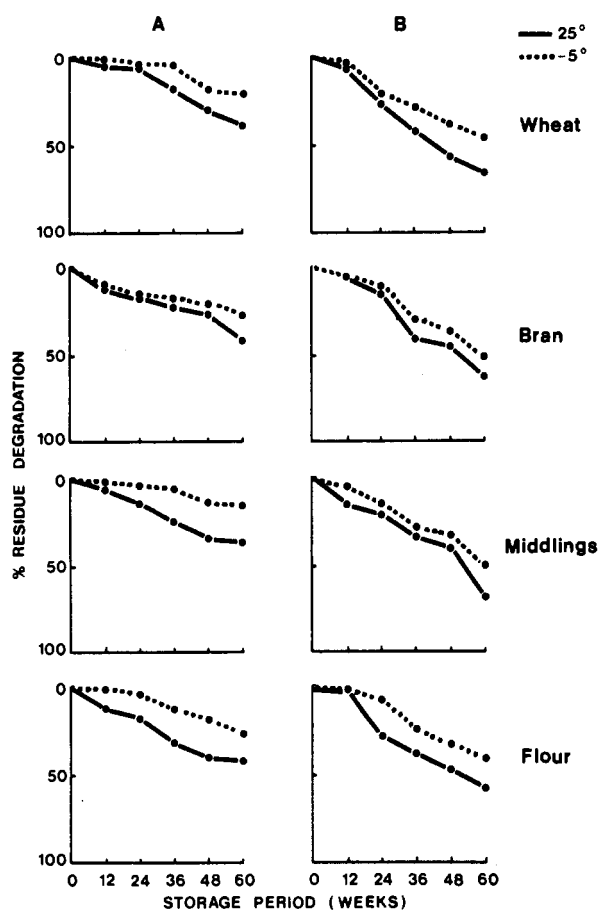 A B
25°
-5°
0
50
100
Wheat
0
50
100
Bran
0
50
100
Middlings
0
50
100
Flour
% RESIDUE DEGRADATION
0 12 24 36 48 60 0 12 24 36 48 60
STORAGE PERIOD (WEEKS)